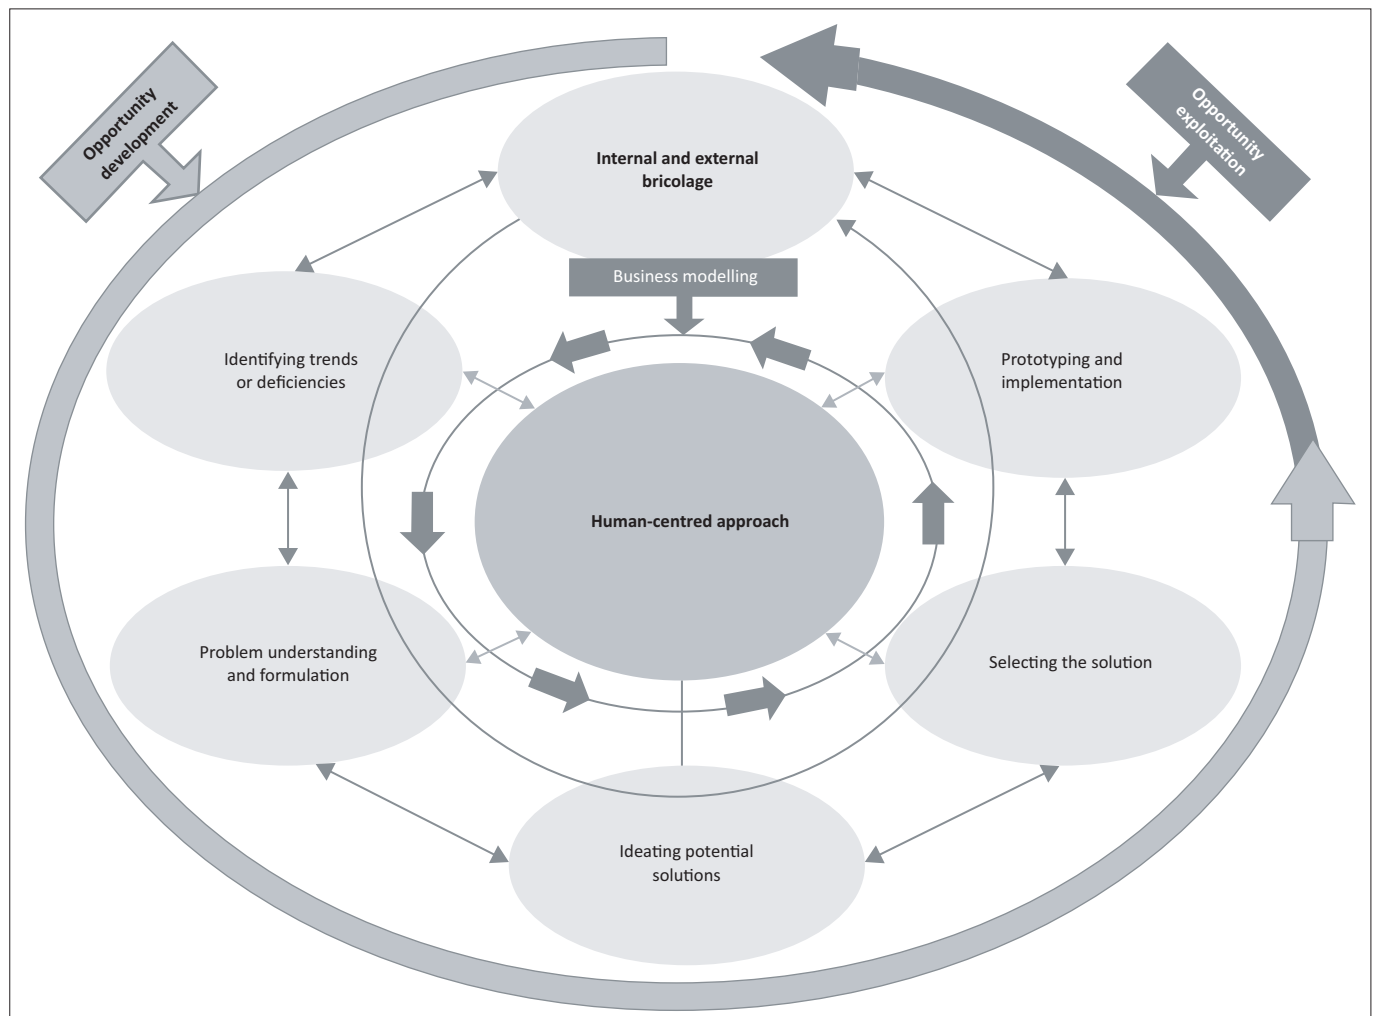 Opportunity
development
Opportunity
exploitation
Internal and external
bricolage
Business modelling
Identifying trends
or deficiencies
Prototyping and
implementation
Human-centred approach
Problem understanding
and formulation
Selecting the solution
Ideating potential
solutions